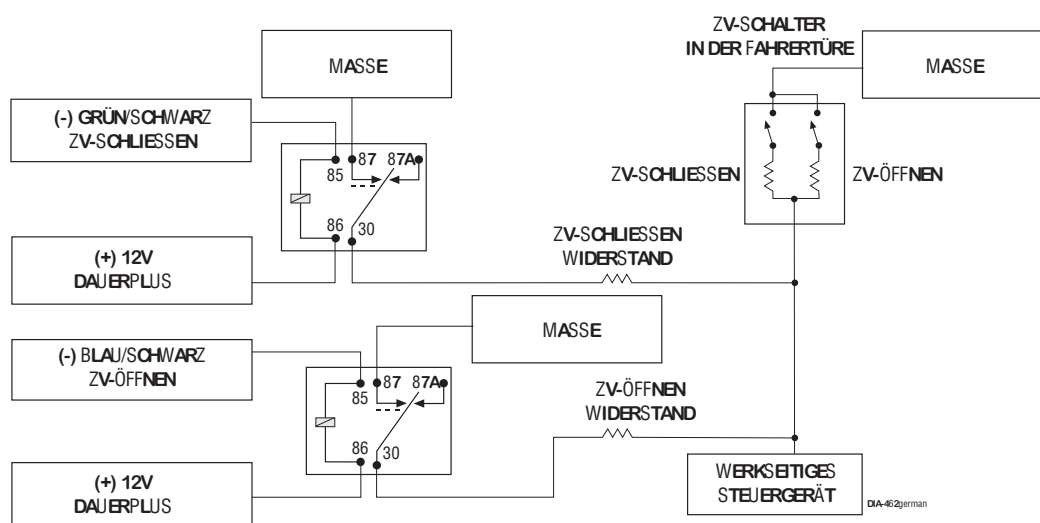 ZV-SCHALTER
IN DER FAHRERTÜRE
MASSE
MASSE
(-) GRÜN/SCHWARZ
ZV-SCHLIESSEN
87 87A
85
86
30
ZV-SCHLIESSEN
ZV-ÖFFNEN
(+) 12V
DAUERPLUS
ZV-SCHLIESSEN
WIDERSTAND
MASSE
(-) BLAU/SCHWARZ
ZV-ÖFFNEN
87 87A
85
86
30
ZV-ÖFFNEN
WIDERSTAND
(+) 12V
DAUERPLUS
WERKSEITIGES
STEUERGERÄT
DIA-462german